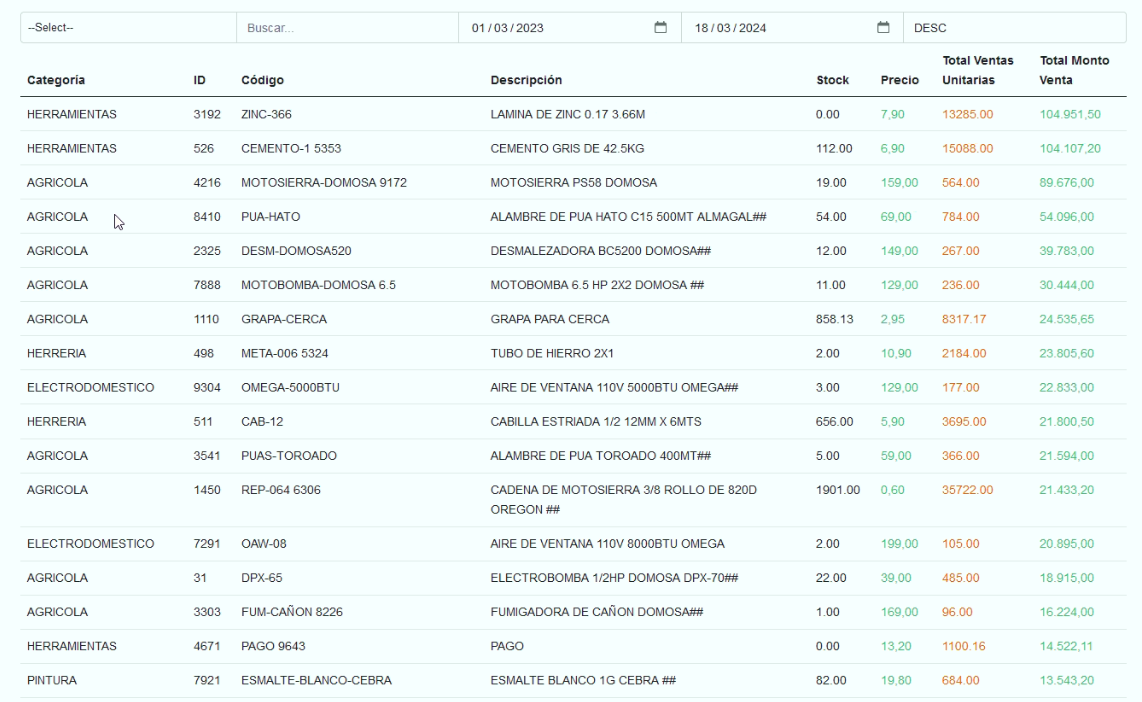 --Select-- Buscar... 01/03/2023 18/03/2024 DESC
Categoría ID Código Descripción Stock Precio Total Ventas Unitarias Total Monto Venta
HERRAMIENTAS 3192 ZINC-366 LAMINA DE ZINC 0.17 3.66M 0.00 7,90 13285.00 104.951,50
HERRAMIENTAS 526 CEMENTO-1 5353 CEMENTO GRIS DE 42.5KG 112.00 6,90 15088.00 104.107,20
AGRICOLA 4216 MOTOSIERRA-DOMOSA 9172 MOTOSIERRA PS58 DOMOSA 19.00 159,00 564.00 89.676,00
AGRICOLA 8410 PUA-HATO ALAMBRE DE PUA HATO C15 500MT ALMAGAL## 54.00 69,00 784.00 54.096,00
AGRICOLA 2325 DESM-DOMOSA520 DESMALEZADORA BC5200 DOMOSA## 12.00 149,00 267.00 39.783,00
AGRICOLA 7888 MOTOBOMBA-DOMOSA 6.5 MOTOBOMBA 6.5 HP 2X2 DOMOSA ## 11.00 129,00 236.00 30.444,00
AGRICOLA 1110 GRAPA-CERCA GRAPA PARA CERCA 858.13 2,95 8317.17 24.535,65
HERRERIA 498 META-006 5324 TUBO DE HIERRO 2X1 2.00 10,90 2184.00 23.805,60
ELECTRODOMESTICO 9304 OMEGA-5000BTU AIRE DE VENTANA 110V 5000BTU OMEGA## 3.00 129,00 177.00 22.833,00
HERRERIA 511 CAB-12 CABILLA ESTRIADA 1/2 12MM X 6MTS 656.00 5,90 3695.00 21.800,50
AGRICOLA 3541 PUAS-TOROADO ALAMBRE DE PUA TOROADO 400MT## 5.00 59,00 366.00 21.594,00
AGRICOLA 1450 REP-064 6306 CADENA DE MOTOSIERRA 3/8 ROLLO DE 820D OREGON ## 1901.00 0,60 35722.00 21.433,20
ELECTRODOMESTICO 7291 OAW-08 AIRE DE VENTANA 110V 8000BTU OMEGA 2.00 199,00 105.00 20.895,00
AGRICOLA 31 DPX-65 ELECTROBOMBA 1/2HP DOMOSA DPX-70## 22.00 39,00 485.00 18.915,00
AGRICOLA 3303 FUM-CAÑON 8226 FUMIGADORA DE CAÑON DOMOSA## 1.00 169,00 96.00 16.224,00
HERRAMIENTAS 4671 PAGO 9643 PAGO 0.00 13,20 1100.16 14.522,11
PINTURA 7921 ESMALTE-BLANCO-CEBRA ESMALTE BLANCO 1G CEBRA ## 82.00 19,80 684.00 13.543,20